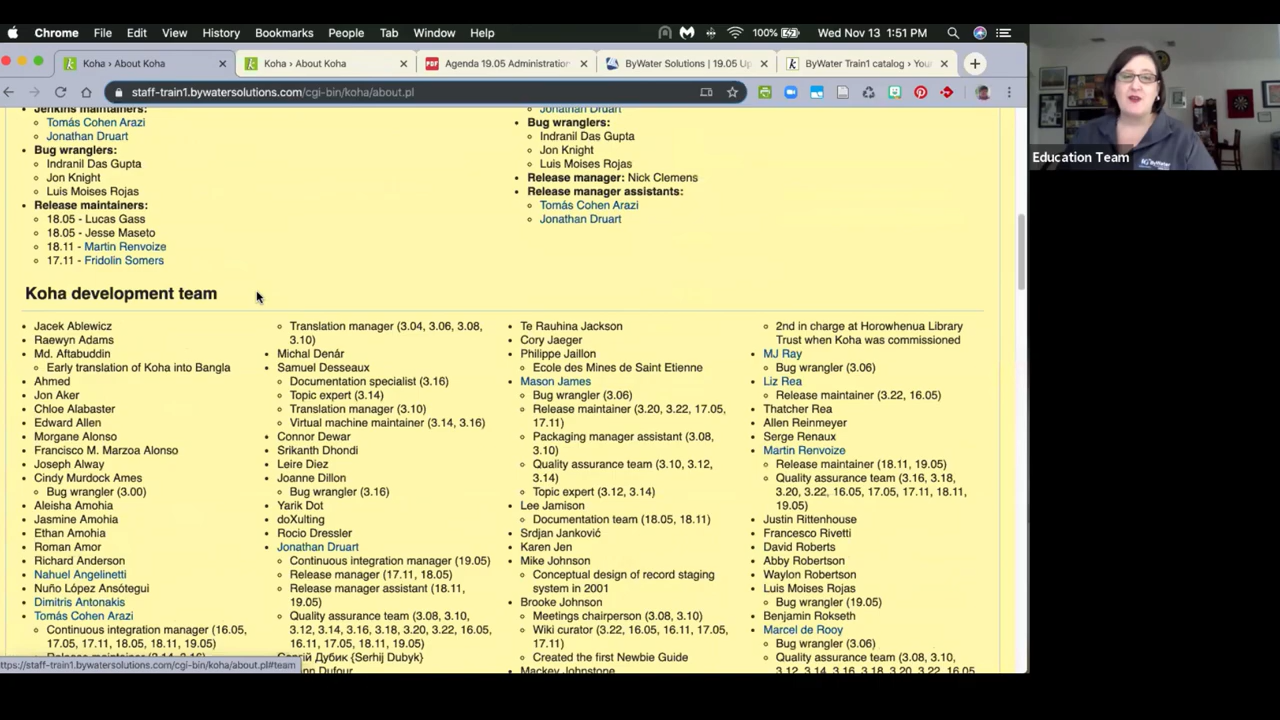 Chrome File Edit View History Bookmarks People Tab Window Help 100% Wed Nov 13 1:51 PM
Koha › About Koha
Koha › About Koha
PDF Agenda 19.05 Administration
ByWater Solutions | 19.05 Up
ByWater Train1 catalog › You
staff-train1.bywatersolutions.com/cgi-bin/koha/about.pl
Education Team
ByWater
Jenkins maintainers:
Tomás Cohen Arazi
Jonathan Druart
Bug wranglers:
Indranil Das Gupta
Jon Knight
Luis Moises Rojas
Release maintainers:
18.05 - Lucas Gass
18.05 - Jesse Maseto
18.11 - Martin Renvoize
17.11 - Fridolin Somers
Jonathan Druart
Bug wranglers:
Indranil Das Gupta
Jon Knight
Luis Moises Rojas
Release manager: Nick Clemens
Release manager assistants:
Tomás Cohen Arazi
Jonathan Druart
Koha development team
Jacek Ablewicz
Raewyn Adams
Md. Aftabuddin
Early translation of Koha into Bangla
Ahmed
Jon Aker
Chloe Alabaster
Edward Allen
Morgane Alonso
Francisco M. Marzoa Alonso
Joseph Alway
Cindy Murdock Ames
Bug wrangler (3.00)
Aleisha Amohia
Jasmine Amohia
Ethan Amohia
Roman Amor
Richard Anderson
Nahuel Angelinetti
Nuño López Ansótegui
Dimitris Antonakis
Tomás Cohen Arazi
Continuous integration manager (16.05,
17.05, 17.11, 18.05, 18.11, 19.05)
Translation manager (3.04, 3.06, 3.08,
3.10)
Michal Denár
Samuel Desseaux
Documentation specialist (3.16)
Topic expert (3.14)
Translation manager (3.10)
Virtual machine maintainer (3.14, 3.16)
Connor Dewar
Srikanth Dhondi
Leire Diez
Joanne Dillon
Bug wrangler (3.16)
Yarik Dot
doXulting
Rocio Dressler
Jonathan Druart
Continuous integration manager (19.05)
Release manager (17.11, 18.05)
Release manager assistant (18.11,
19.05)
Quality assurance team (3.08, 3.10,
3.12, 3.14, 3.16, 3.18, 3.20, 3.22, 16.05,
16.11, 17.05, 18.11, 19.05)
Сергій Дубик {Serhij Dubyk}
Dufour
Te Rauhina Jackson
Cory Jaeger
Philippe Jaillon
Ecole des Mines de Saint Etienne
Mason James
Bug wrangler (3.06)
Release maintainer (3.20, 3.22, 17.05,
17.11)
Packaging manager assistant (3.08,
3.10)
Quality assurance team (3.10, 3.12,
3.14)
Topic expert (3.12, 3.14)
Lee Jamison
Documentation team (18.05, 18.11)
Srdjan Janković
Karen Jen
Mike Johnson
Conceptual design of record staging
system in 2001
Brooke Johnson
Meetings chairperson (3.08, 3.10)
Wiki curator (3.22, 16.05, 16.11, 17.05,
17.11)
Created the first Newbie Guide
Mackey Johnstone
2nd in charge at Horowhenua Library
Trust when Koha was commissioned
MJ Ray
Bug wrangler (3.06)
Liz Rea
Release maintainer (3.22, 16.05)
Thatcher Rea
Allen Reinmeyer
Serge Renaux
Martin Renvoize
Release maintainer (18.11, 19.05)
Quality assurance team (3.16, 3.18,
3.20, 3.22, 16.05, 17.05, 17.11, 18.11,
19.05)
Justin Rittenhouse
Francesco Rivetti
David Roberts
Abby Robertson
Waylon Robertson
Luis Moises Rojas
Bug wrangler (19.05)
Benjamin Rokseth
Marcel de Rooy
Bug wrangler (3.06)
Quality assurance team (3.08, 3.10,
3.12, 3.14, 3.16, 3.18, 3.20, 3.22, 16.05
https://staff-train1.bywatersolutions.com/cgi-bin/koha/about.pl#team